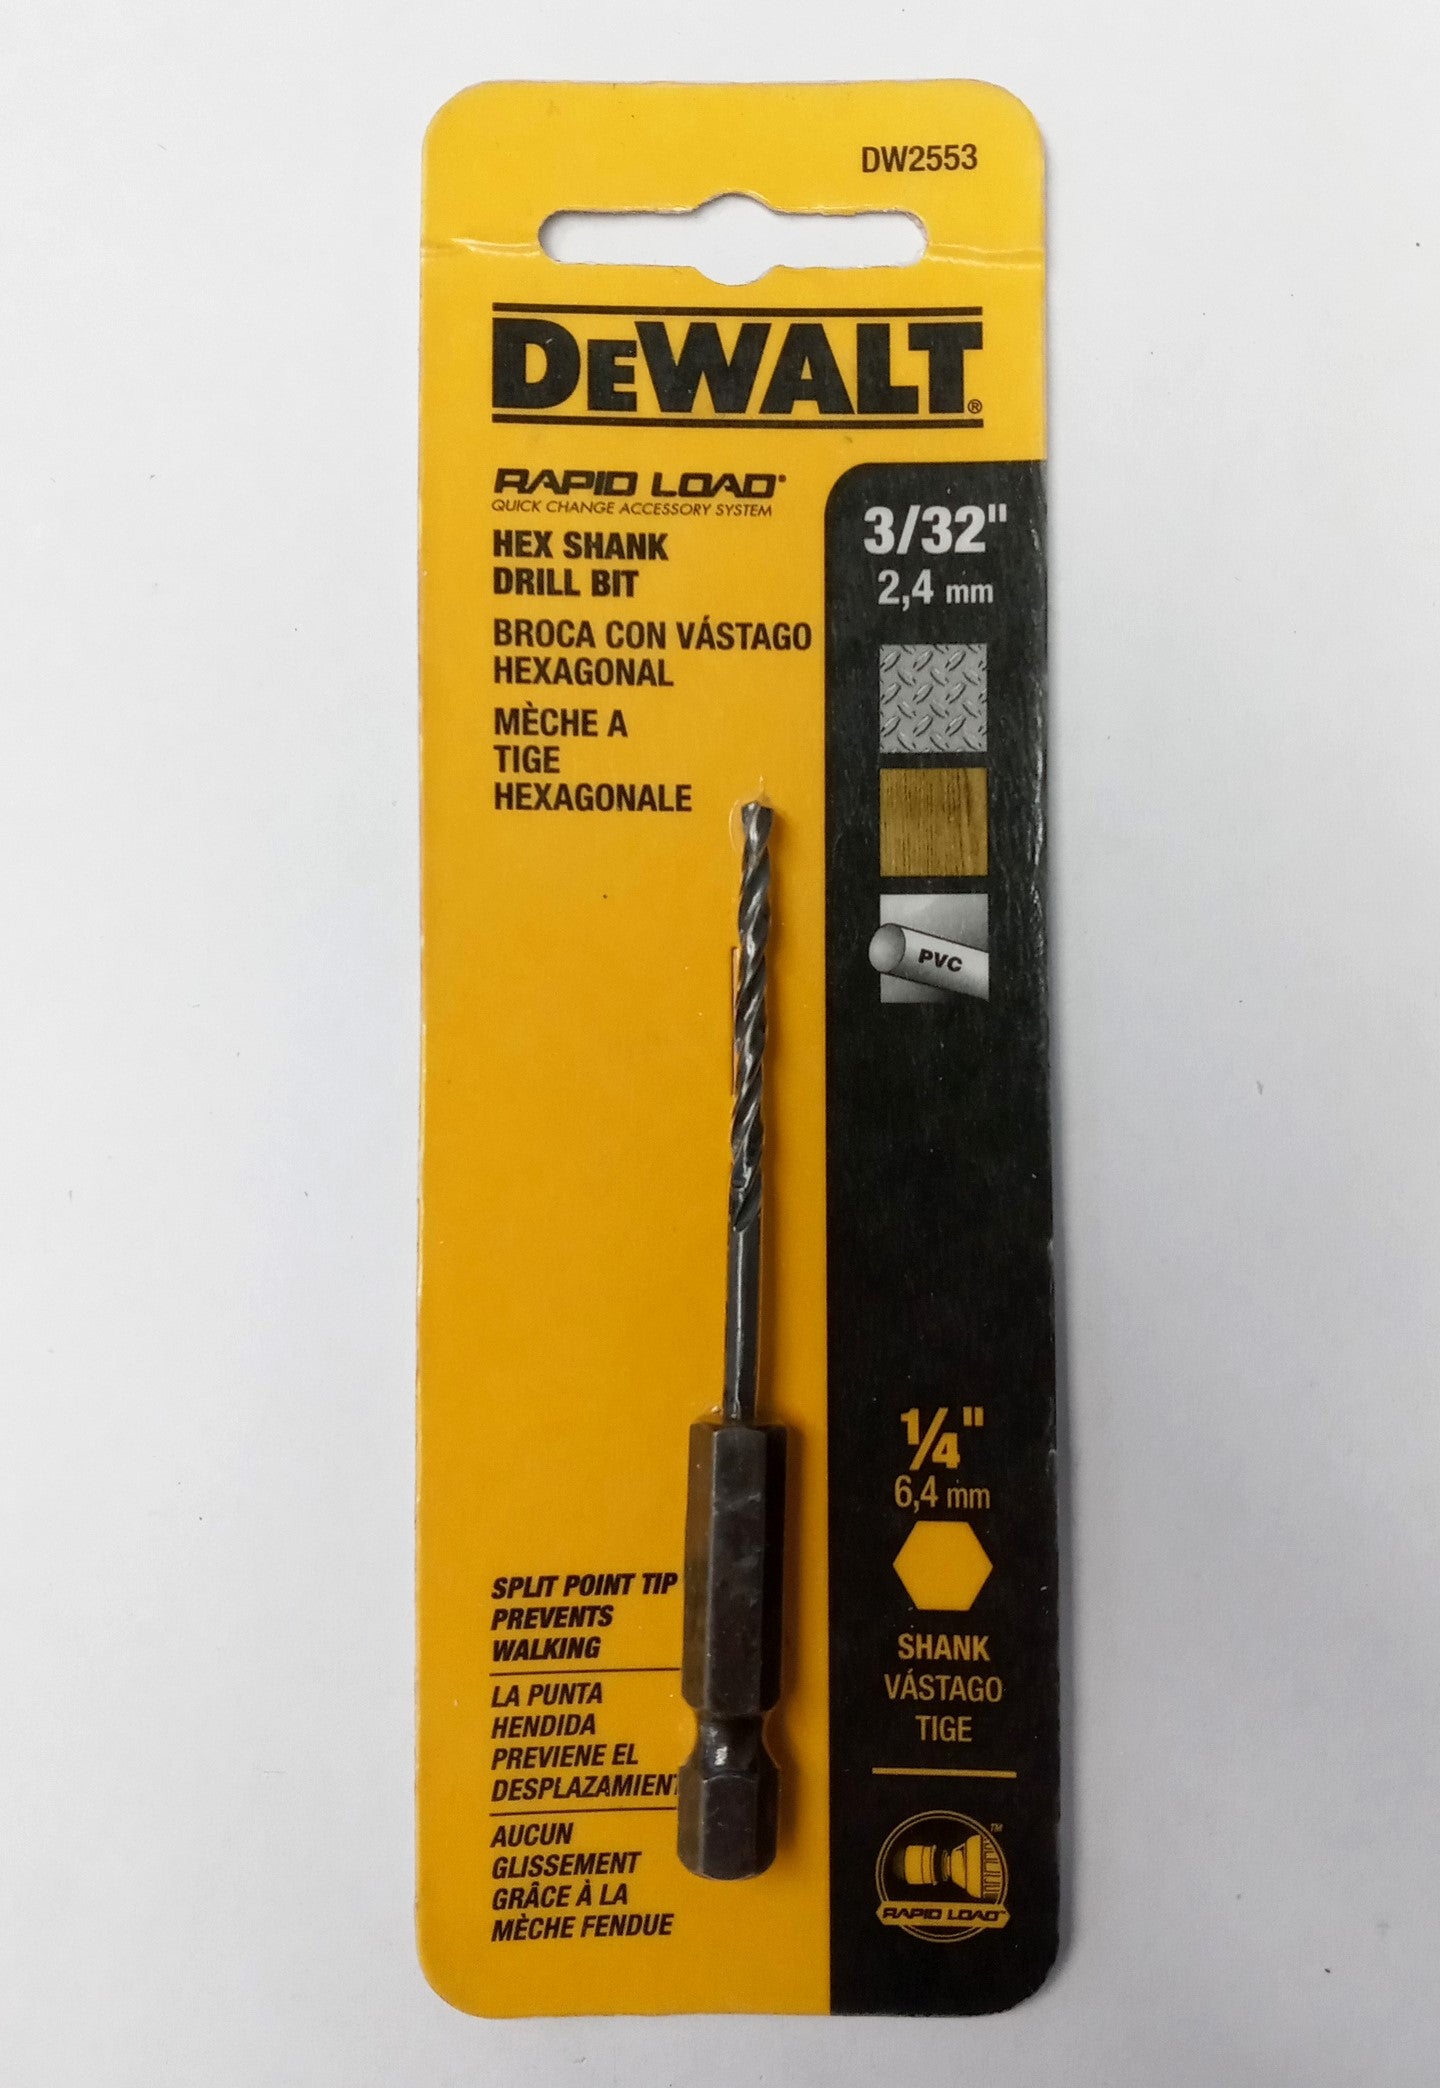 DW2553
DEWALT®
RAPID LOAD®
QUICK CHANGE ACCESSORY SYSTEM
HEX SHANK
DRILL BIT
BROCA CON VÁSTAGO
HEXAGONAL
MÈCHE A
TIGE
HEXAGONALE
3/32"
2,4 mm
PVC
1/4"
6,4 mm
SHANK
VÁSTAGO
TIGE
SPLIT POINT TIP
PREVENTS
WALKING
LA PUNTA
HENDIDA
PREVIENE EL
DESPLAZAMIENT
AUCUN
GLISSEMENT
GRÂCE À LA
MÈCHE FENDUE
TM
RAPID LOAD™